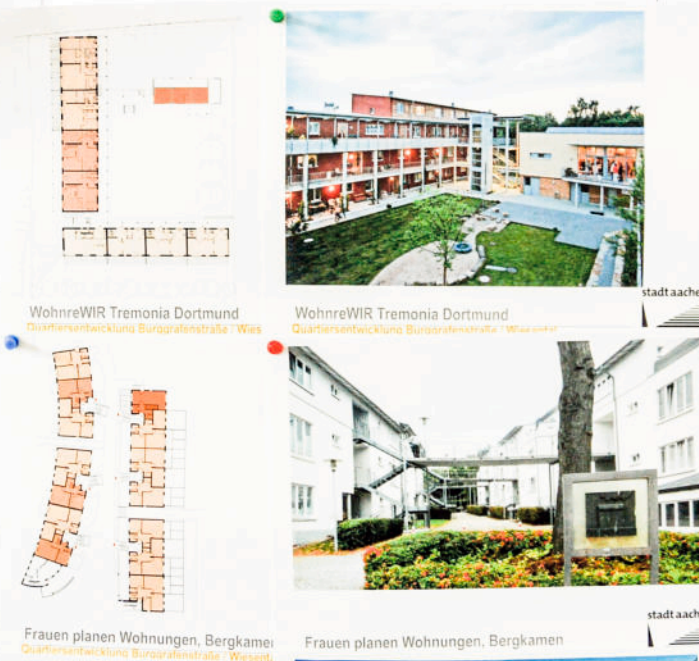 WohnreWIR Tremonia Dortmund
Quartiersentwicklung Burggrafenstraße / Wies
WohnreWIR Tremonia Dortmund
Quartiersentwicklung Burggrafenstraße / Wiesental
stadt aache
Frauen planen Wohnungen, Bergkamen
Quartiersentwicklung Burggrafenstraße / Wiesenta
Frauen planen Wohnungen, Bergkamen
stadt aach